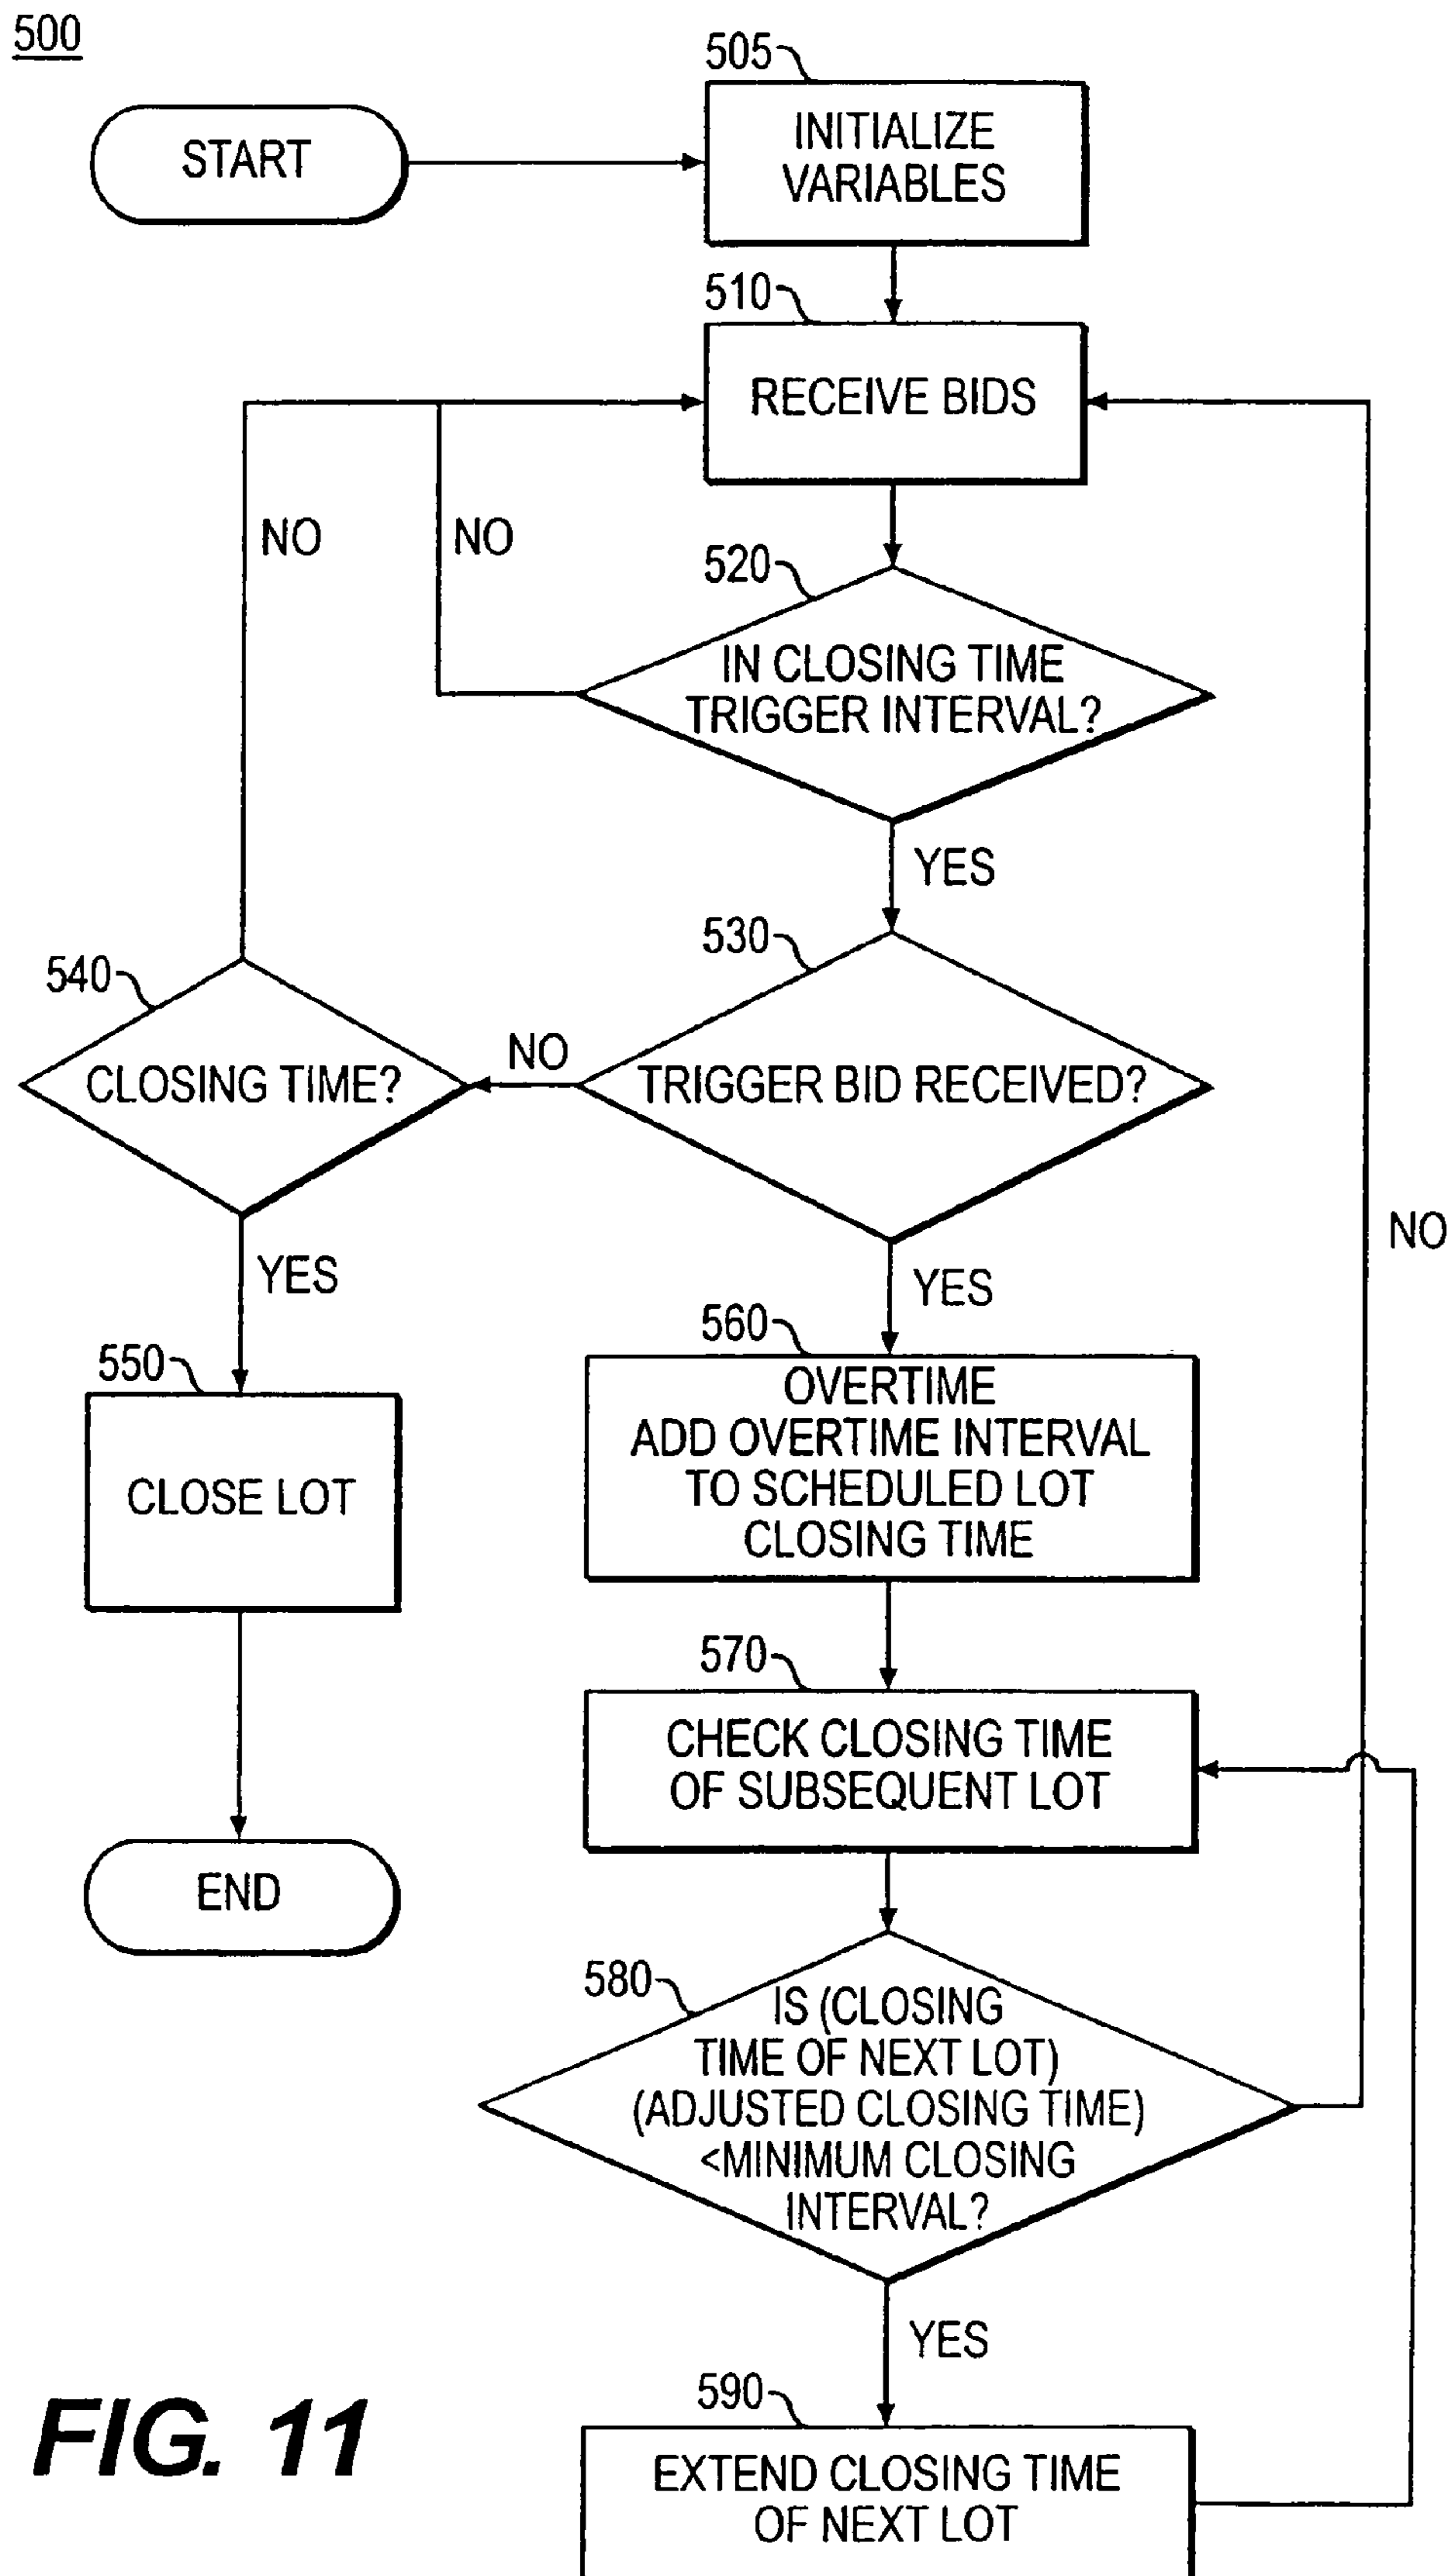 500
505
START
INITIALIZE
VARIABLES
510
RECEIVE BIDS
NO
NO
520
IN CLOSING TIME
TRIGGER INTERVAL?
YES
530
540
CLOSING TIME?
NO
TRIGGER BID RECEIVED?
NO
YES
YES
550
560
CLOSE LOT
OVERTIME
ADD OVERTIME INTERVAL
TO SCHEDULED LOT
CLOSING TIME
570
CHECK CLOSING TIME
OF SUBSEQUENT LOT
END
580
IS (CLOSING
TIME OF NEXT LOT)
(ADJUSTED CLOSING TIME)
<MINIMUM CLOSING
INTERVAL?
YES
590
EXTEND CLOSING TIME
OF NEXT LOT
FIG. 11